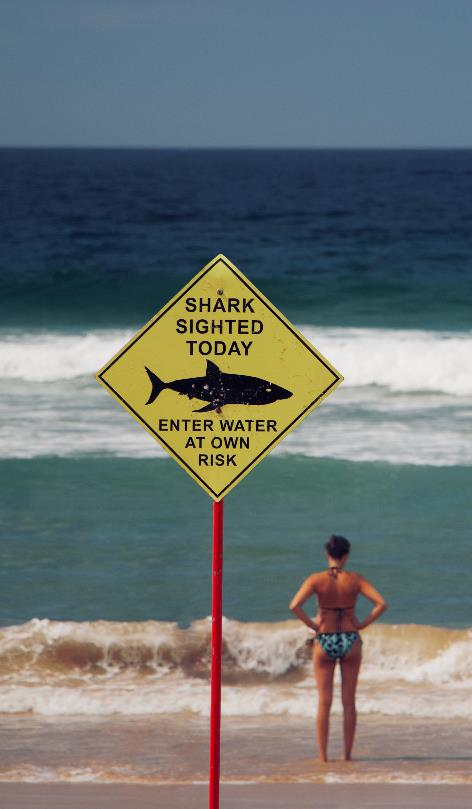 SHARK
SIGHTED
TODAY
ENTER WATER
AT OWN
RISK